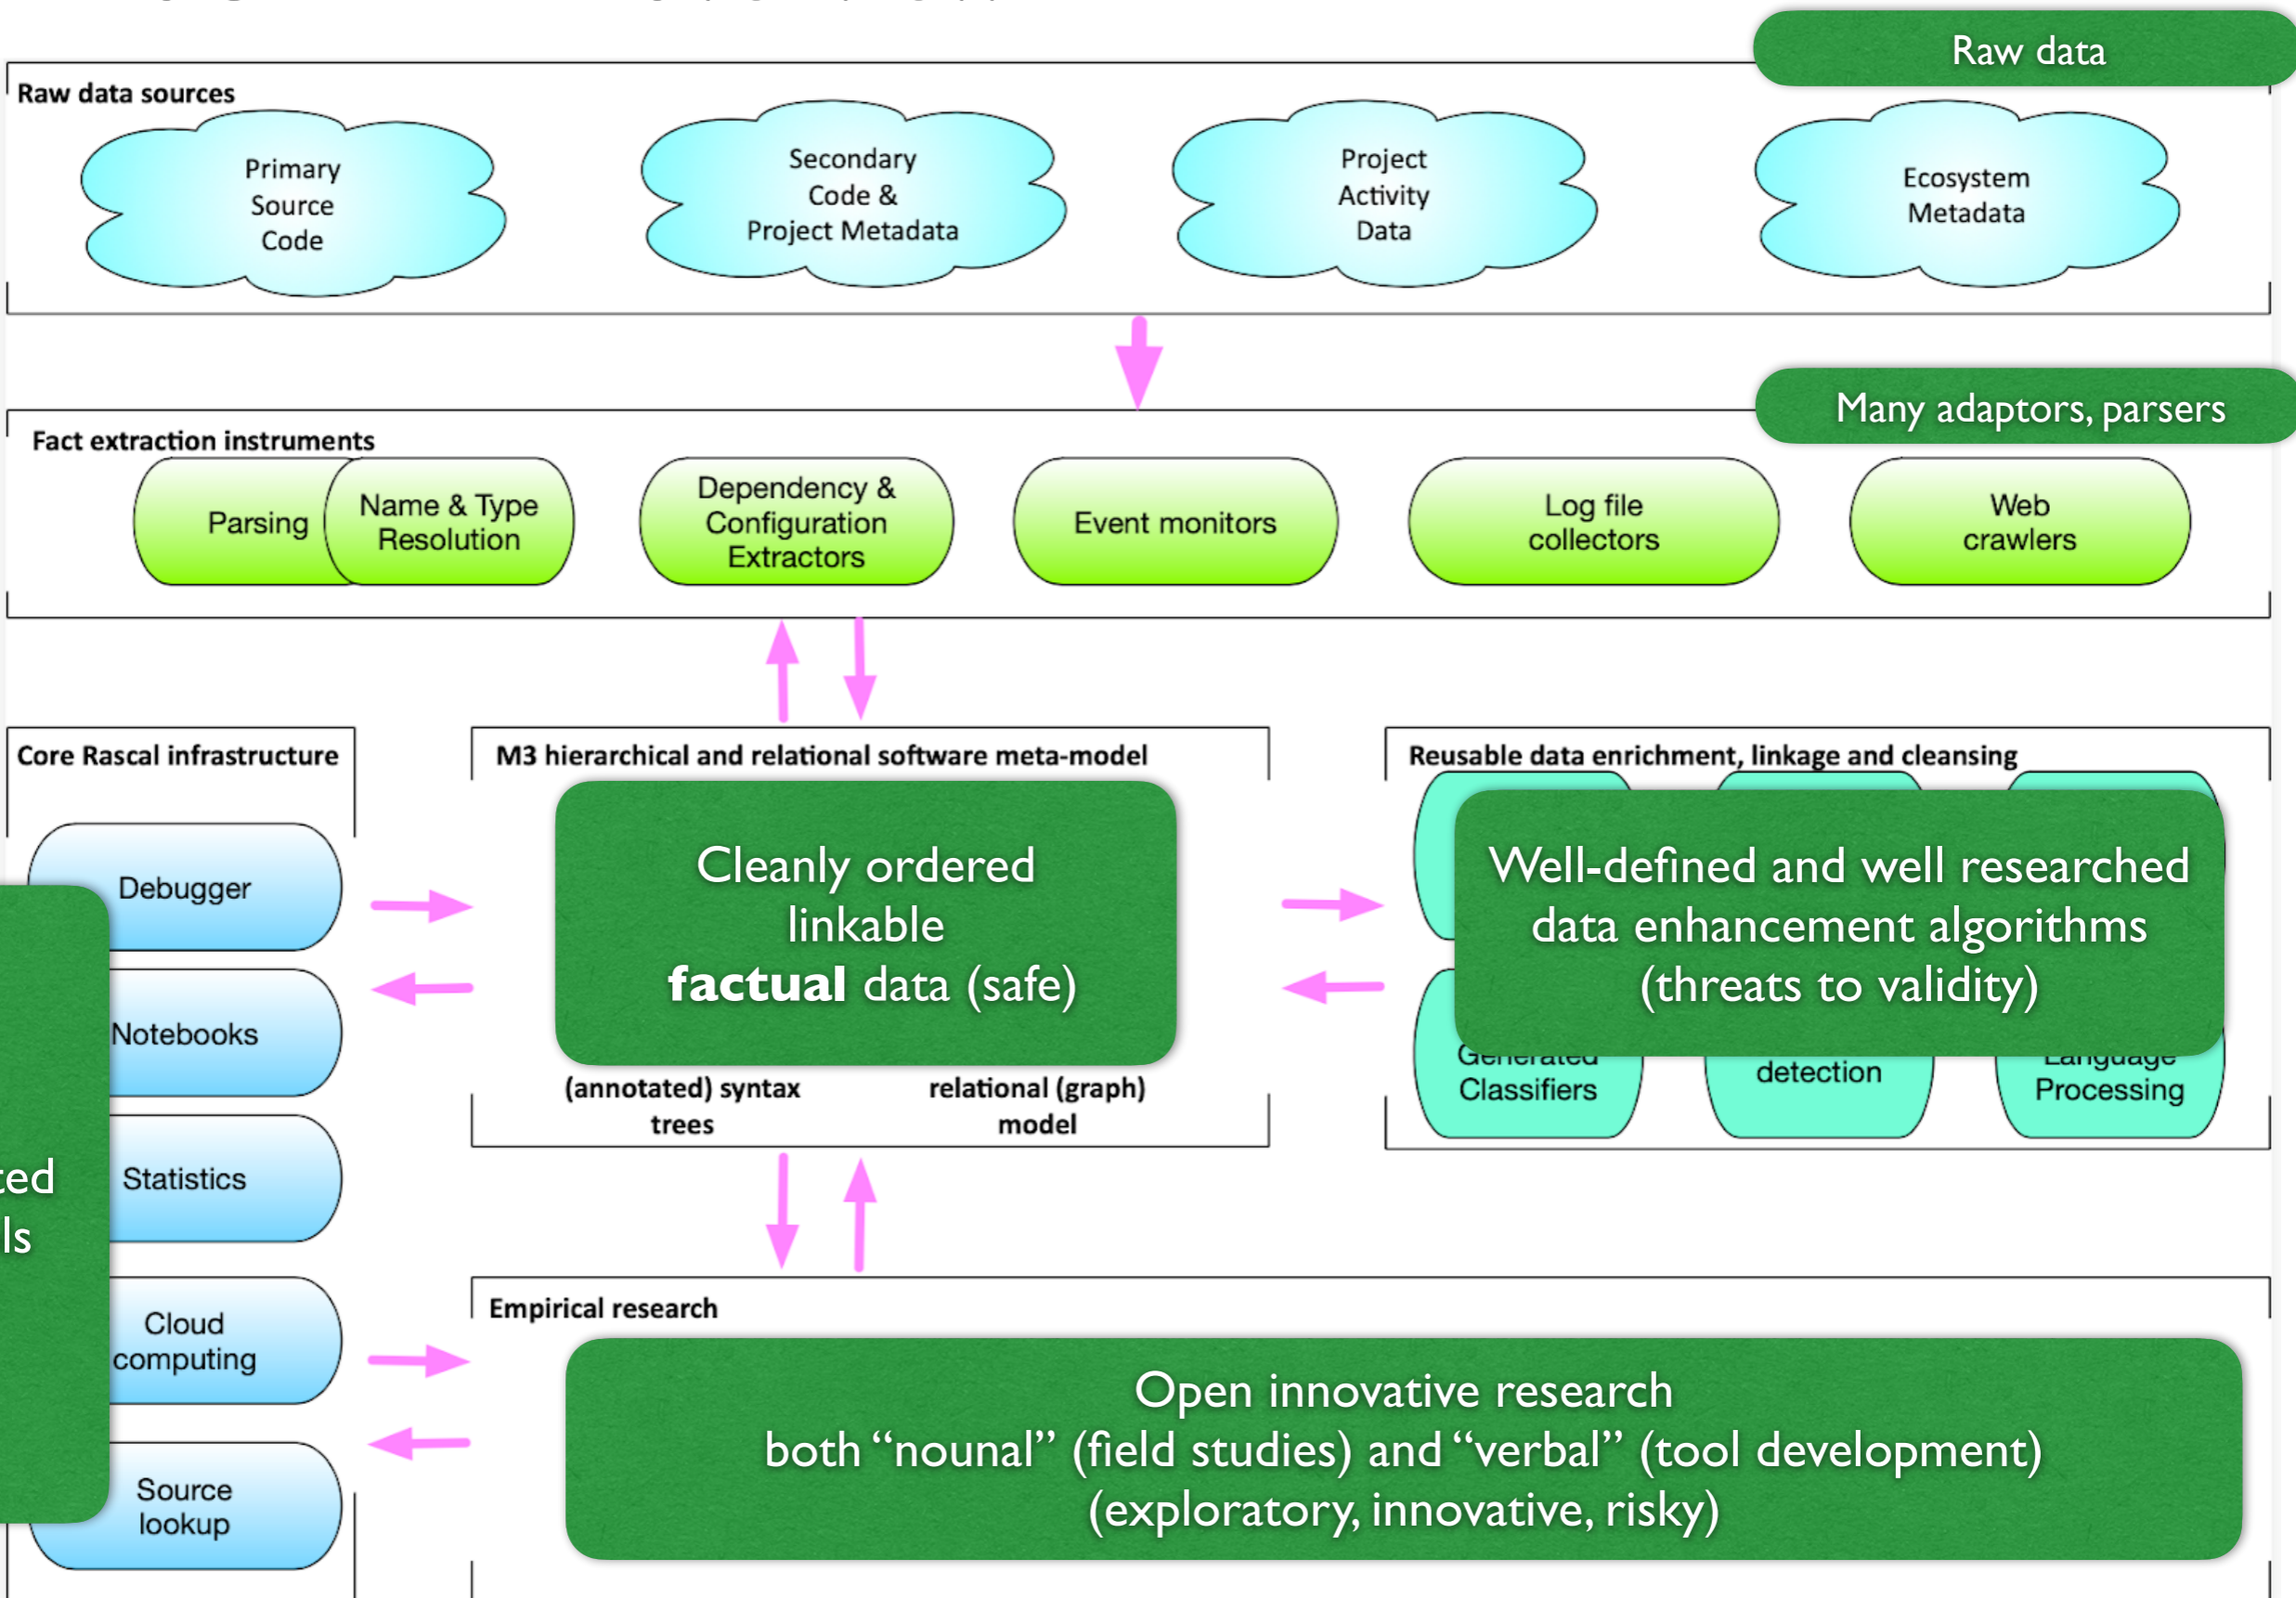 Raw data
Raw data sources
Primary
Source
Code
Secondary
Code &
Project Metadata
Project
Activity
Data
Ecosystem
Metadata
Many adaptors, parsers
Fact extraction instruments
Parsing
Name & Type
Resolution
Dependency &
Configuration
Extractors
Event monitors
Log file
collectors
Web
crawlers
Core Rascal infrastructure
Debugger
Notebooks
Statistics
Cloud
computing
Source
lookup
M3 hierarchical and relational software meta-model
Cleanly ordered
linkable
factual data (safe)
(annotated) syntax
trees
relational (graph)
model
Reusable data enrichment, linkage and cleansing
Well-defined and well researched
data enhancement algorithms
(threats to validity)
Generated
Classifiers
detection
Language
Processing
Empirical research
Open innovative research
both “nounal” (field studies) and “verbal” (tool development)
(exploratory, innovative, risky)